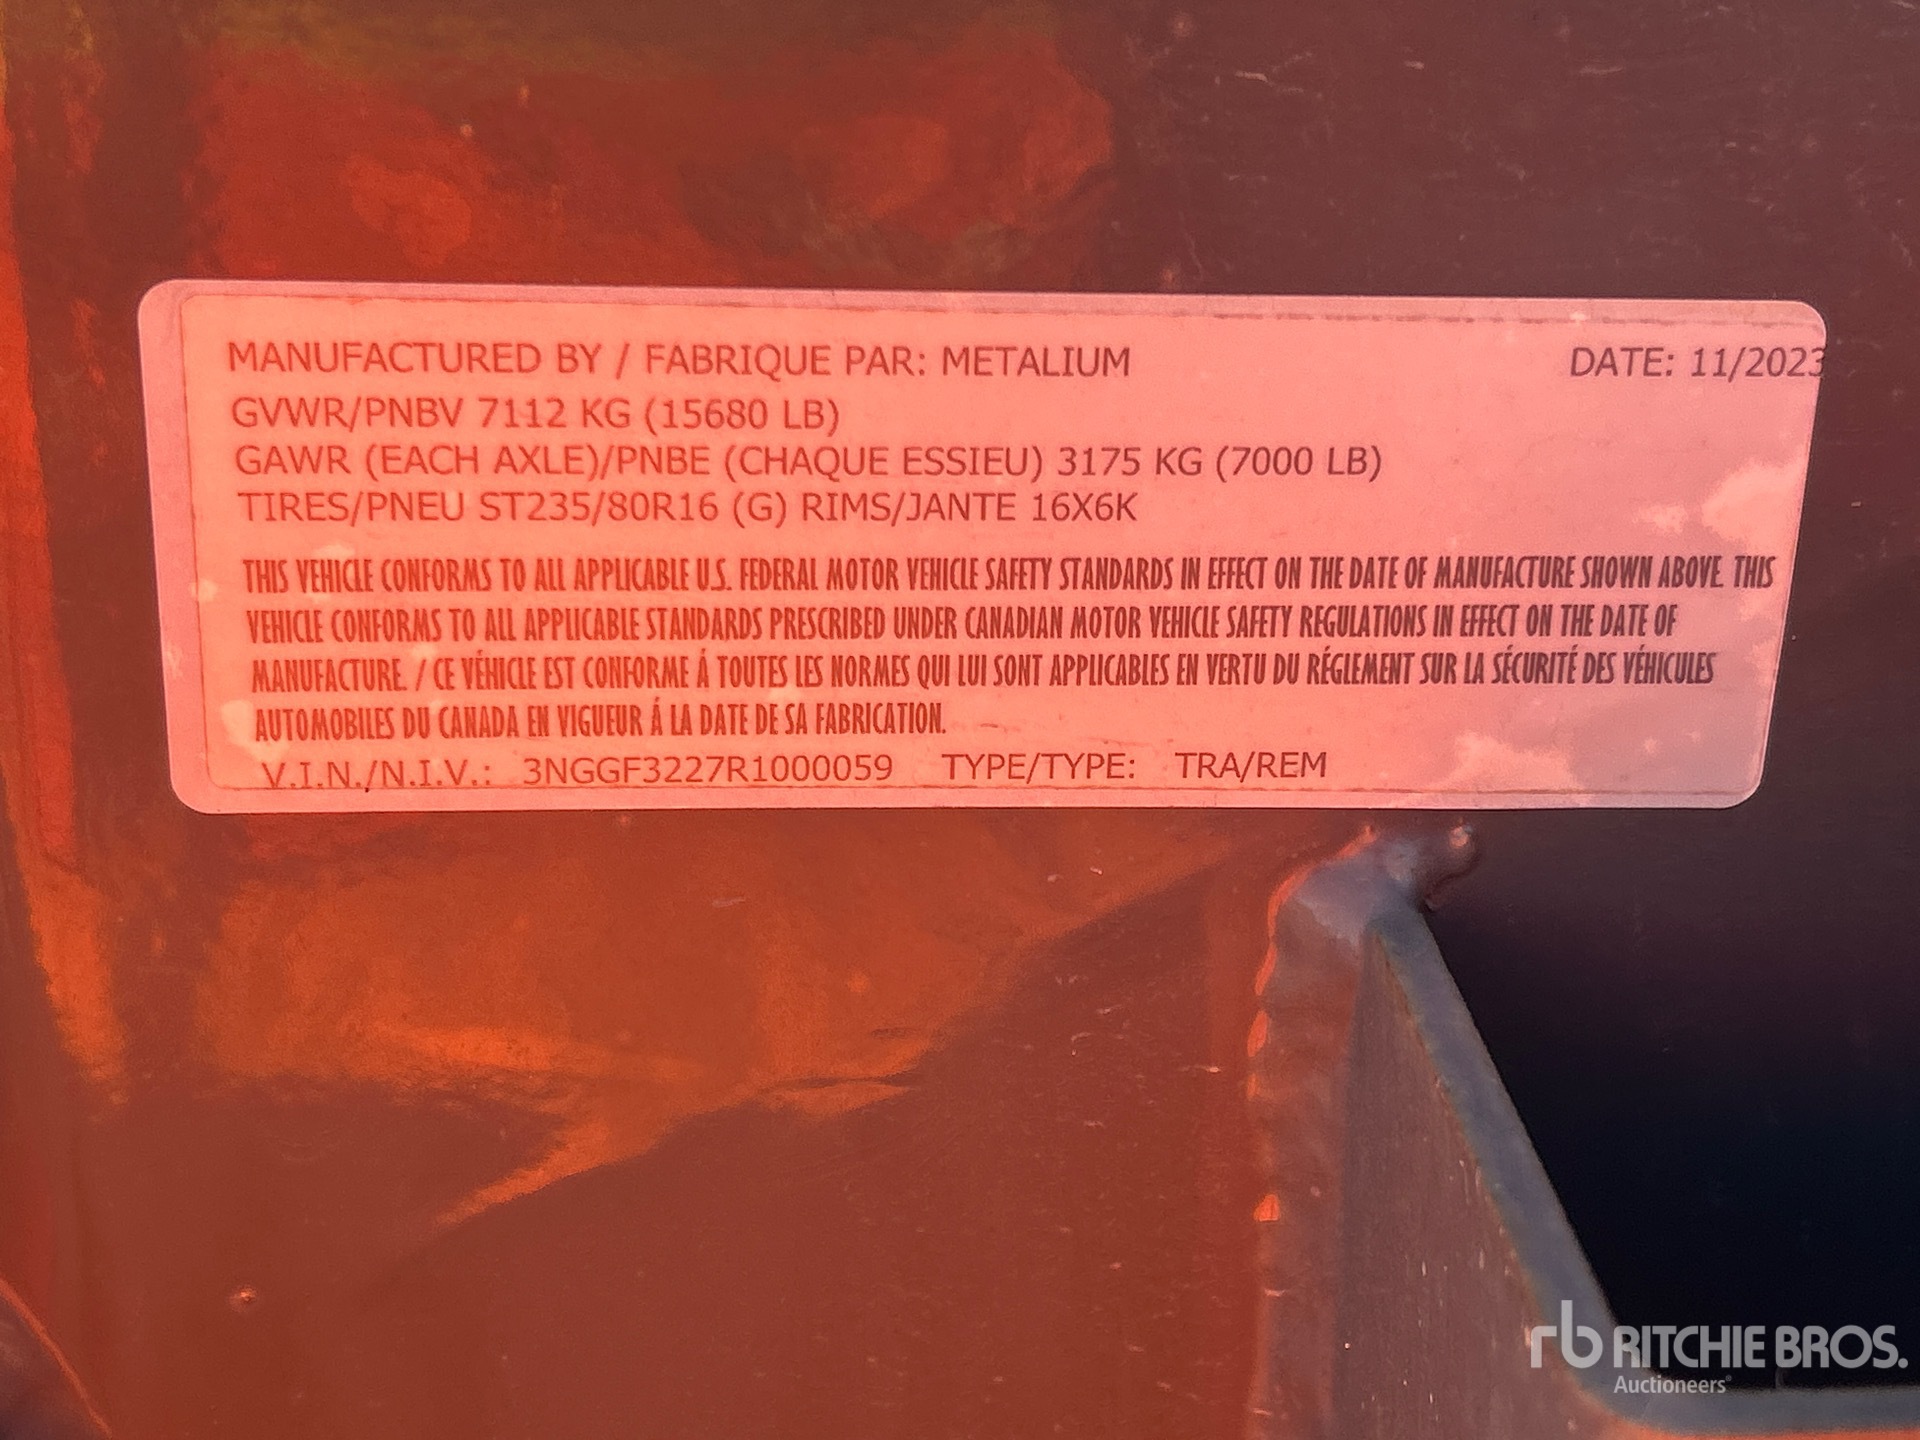 MANUFACTURED BY / FABRIQUE PAR: METALIUM DATE: 11/2023
GVWR/PNBV 7112 KG (15680 LB)
GAWR (EACH AXLE)/PNBE (CHAQUE ESSIEU) 3175 KG (7000 LB)
TIRES/PNEU ST235/80R16 (G) RIMS/JANTE 16X6K
THIS VEHICLE CONFORMS TO ALL APPLICABLE U.S. FEDERAL MOTOR VEHICLE SAFETY STANDARDS IN EFFECT ON THE DATE OF MANUFACTURE SHOWN ABOVE. THIS
VEHICLE CONFORMS TO ALL APPLICABLE STANDARDS PRESCRIBED UNDER CANADIAN MOTOR VEHICLE SAFETY REGULATIONS IN EFFECT ON THE DATE OF
MANUFACTURE. / CE VÉHICLE EST CONFORME Á TOUTES LES NORMES QUI LUI SONT APPLICABLES EN VERTU DU RÉGLEMENT SUR LA SÉCURITÉ DES VÉHICULES
AUTOMOBILES DU CANADA EN VIGUEUR Á LA DATE DE SA FABRICATION.
V.I.N./N.I.V.: 3NGGF3227R1000059 TYPE/TYPE: TRA/REM
rb RITCHIE BROS.
Auctioneers